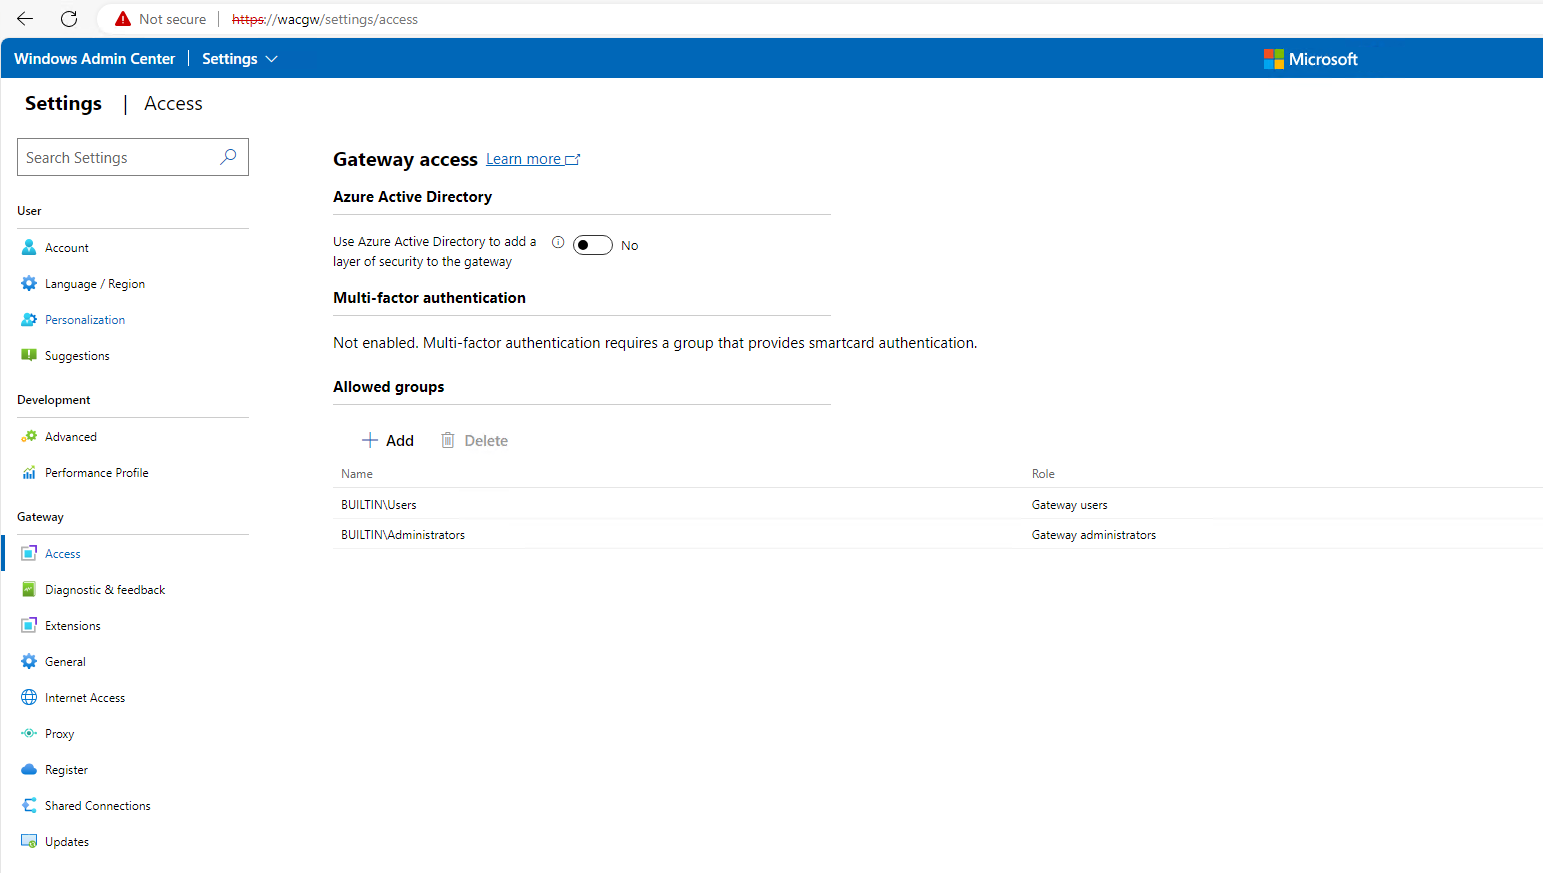 Not secure | https://wacgw/settings/access
Windows Admin Center | Settings
Microsoft
Settings | Access
Search Settings
User
Account
Language / Region
Personalization
Suggestions
Development
Advanced
Performance Profile
Gateway
Access
Diagnostic & feedback
Extensions
General
Internet Access
Proxy
Register
Shared Connections
Updates
Gateway access Learn more
Azure Active Directory
Use Azure Active Directory to add a
layer of security to the gateway
No
Multi-factor authentication
Not enabled. Multi-factor authentication requires a group that provides smartcard authentication.
Allowed groups
Add Delete
Name Role
BUILTIN\Users Gateway users
BUILTIN\Administrators Gateway administrators